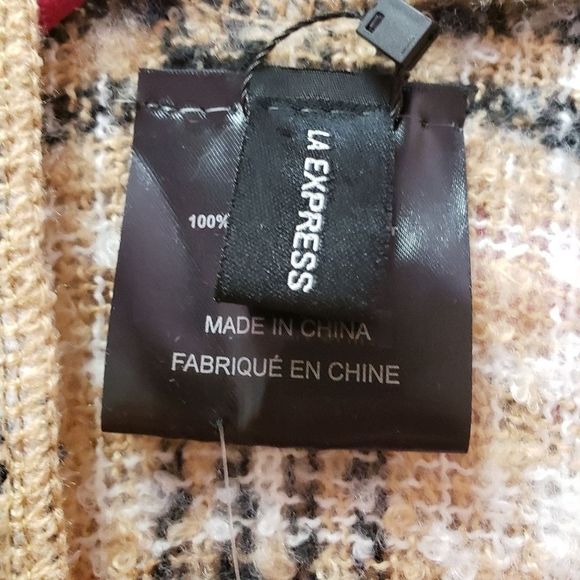 LA EXPRESS
100%
MADE IN CHINA
FABRIQUÉ EN CHINE